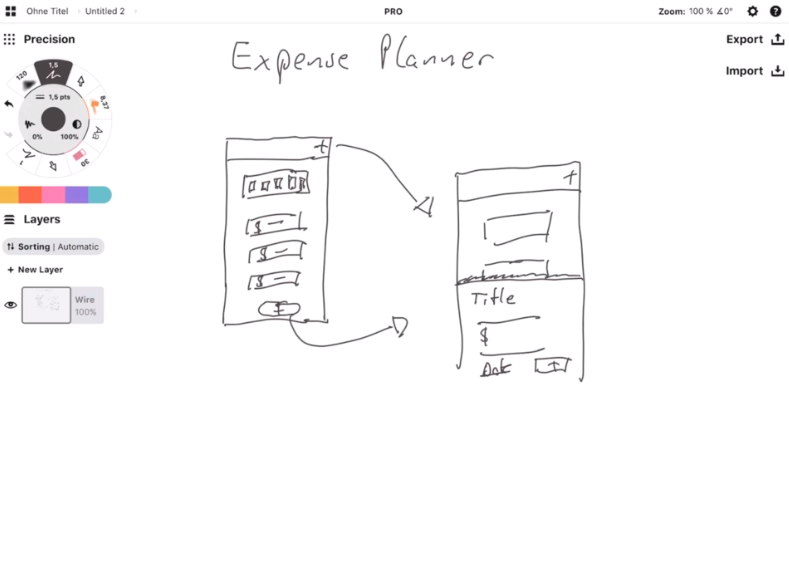 Ohne Titel › Untitled 2 ›
PRO
Zoom: 100 % ∡0°
Precision
Export
Import
Expense Planner
120
1,5
8,37
1,5 pts
Aa
0% 100%
30
+
+
Layers
$ —
Sorting | Automatic
$ —
+ New Layer
$ —
Title
Wire
100%
+
$
+